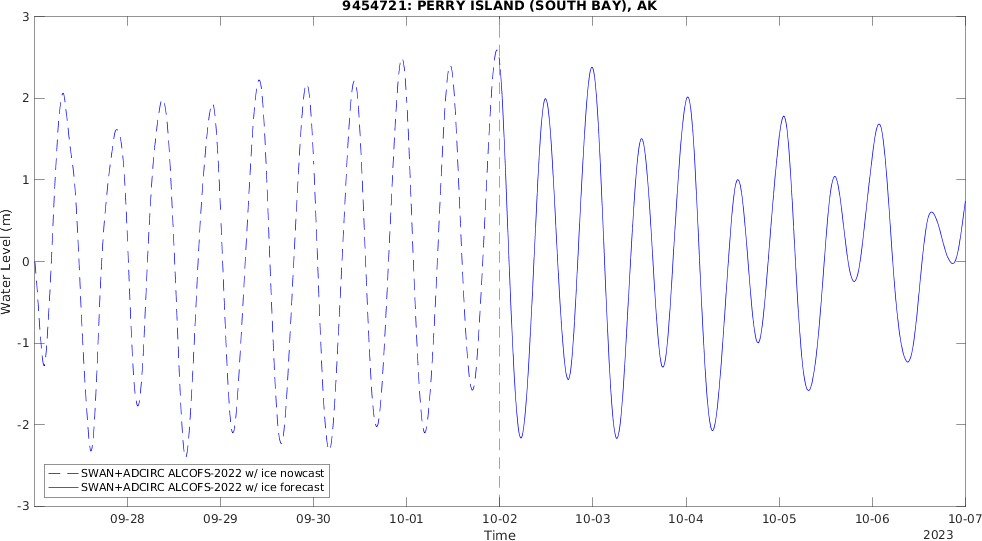 9454721: PERRY ISLAND (SOUTH BAY), AK
3
2
1
0
-1
-2
-3
Water Level (m)
SWAN+ADCIRC ALCOFS-2022 w/ ice nowcast
SWAN+ADCIRC ALCOFS-2022 w/ ice forecast
09-28 09-29 09-30 10-01 10-02 10-03 10-04 10-05 10-06 10-07
Time
2023